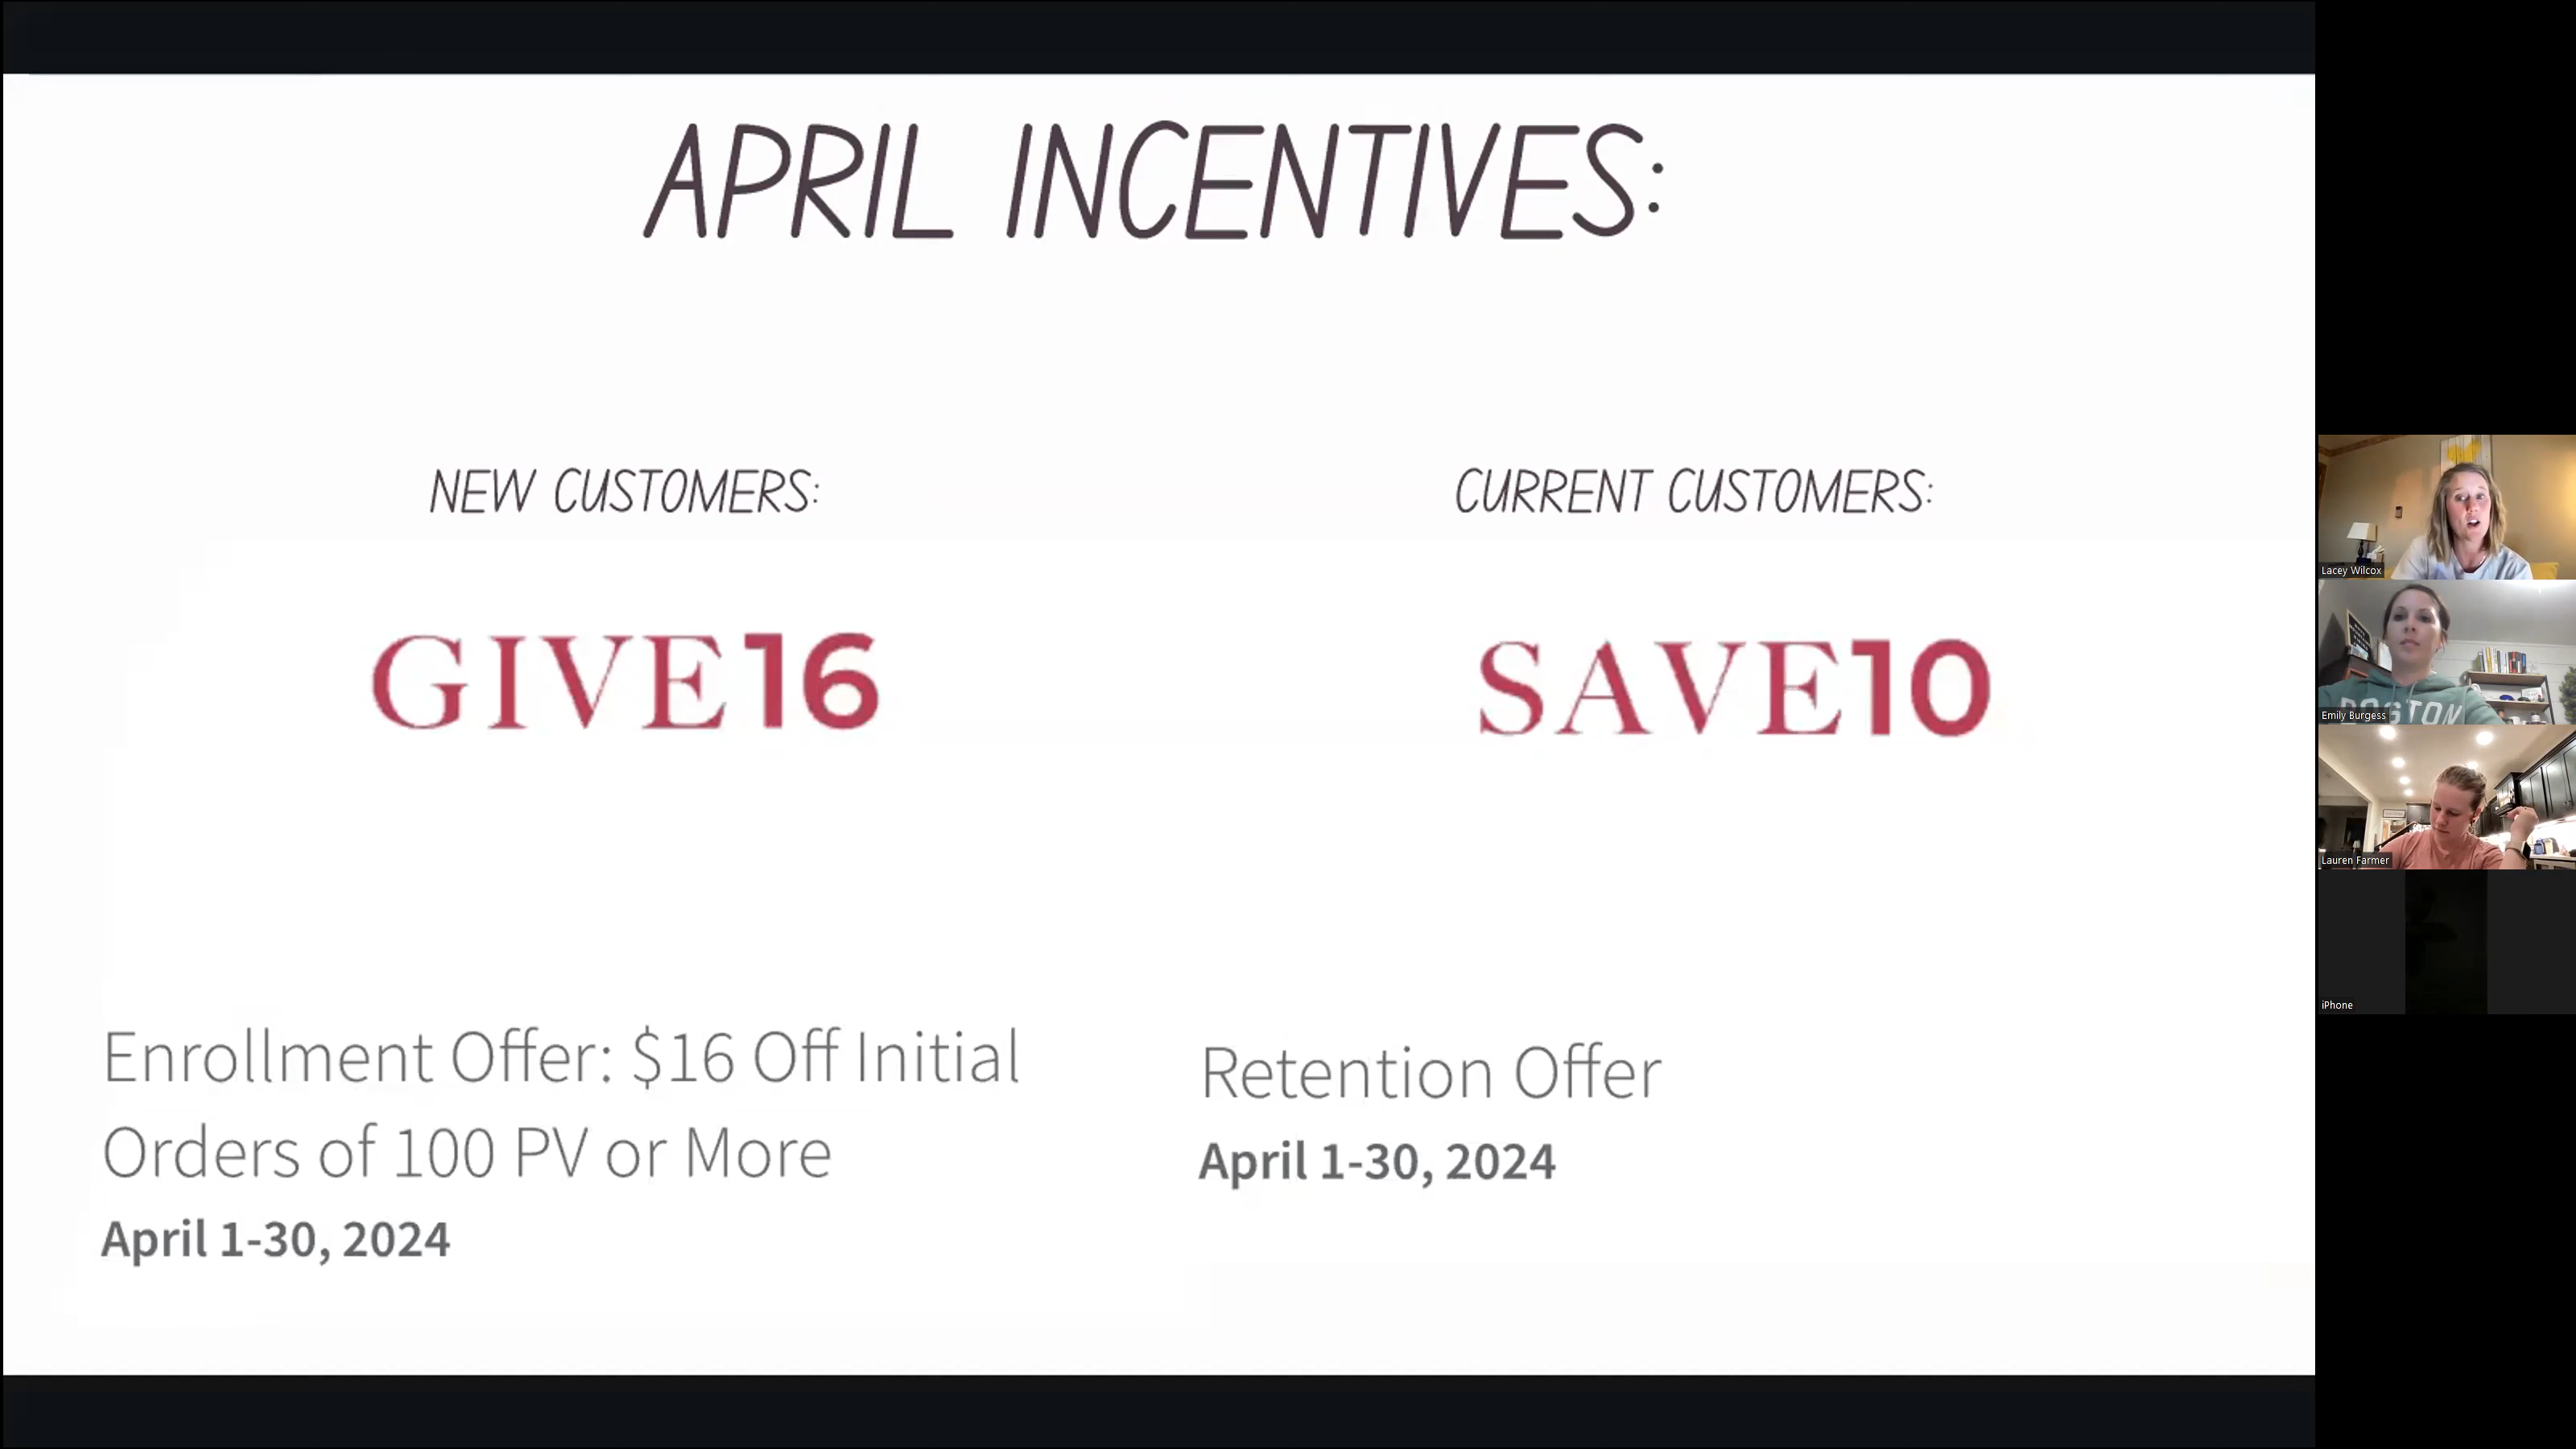 APRIL INCENTIVES:
NEW CUSTOMERS:
GIVE16
Enrollment Offer: $16 Off Initial
Orders of 100 PV or More
April 1-30, 2024
CURRENT CUSTOMERS:
SAVE10
Retention Offer
April 1-30, 2024
Lacey Wilcox
Emily Burgess
Lauren Farmer
iPhone